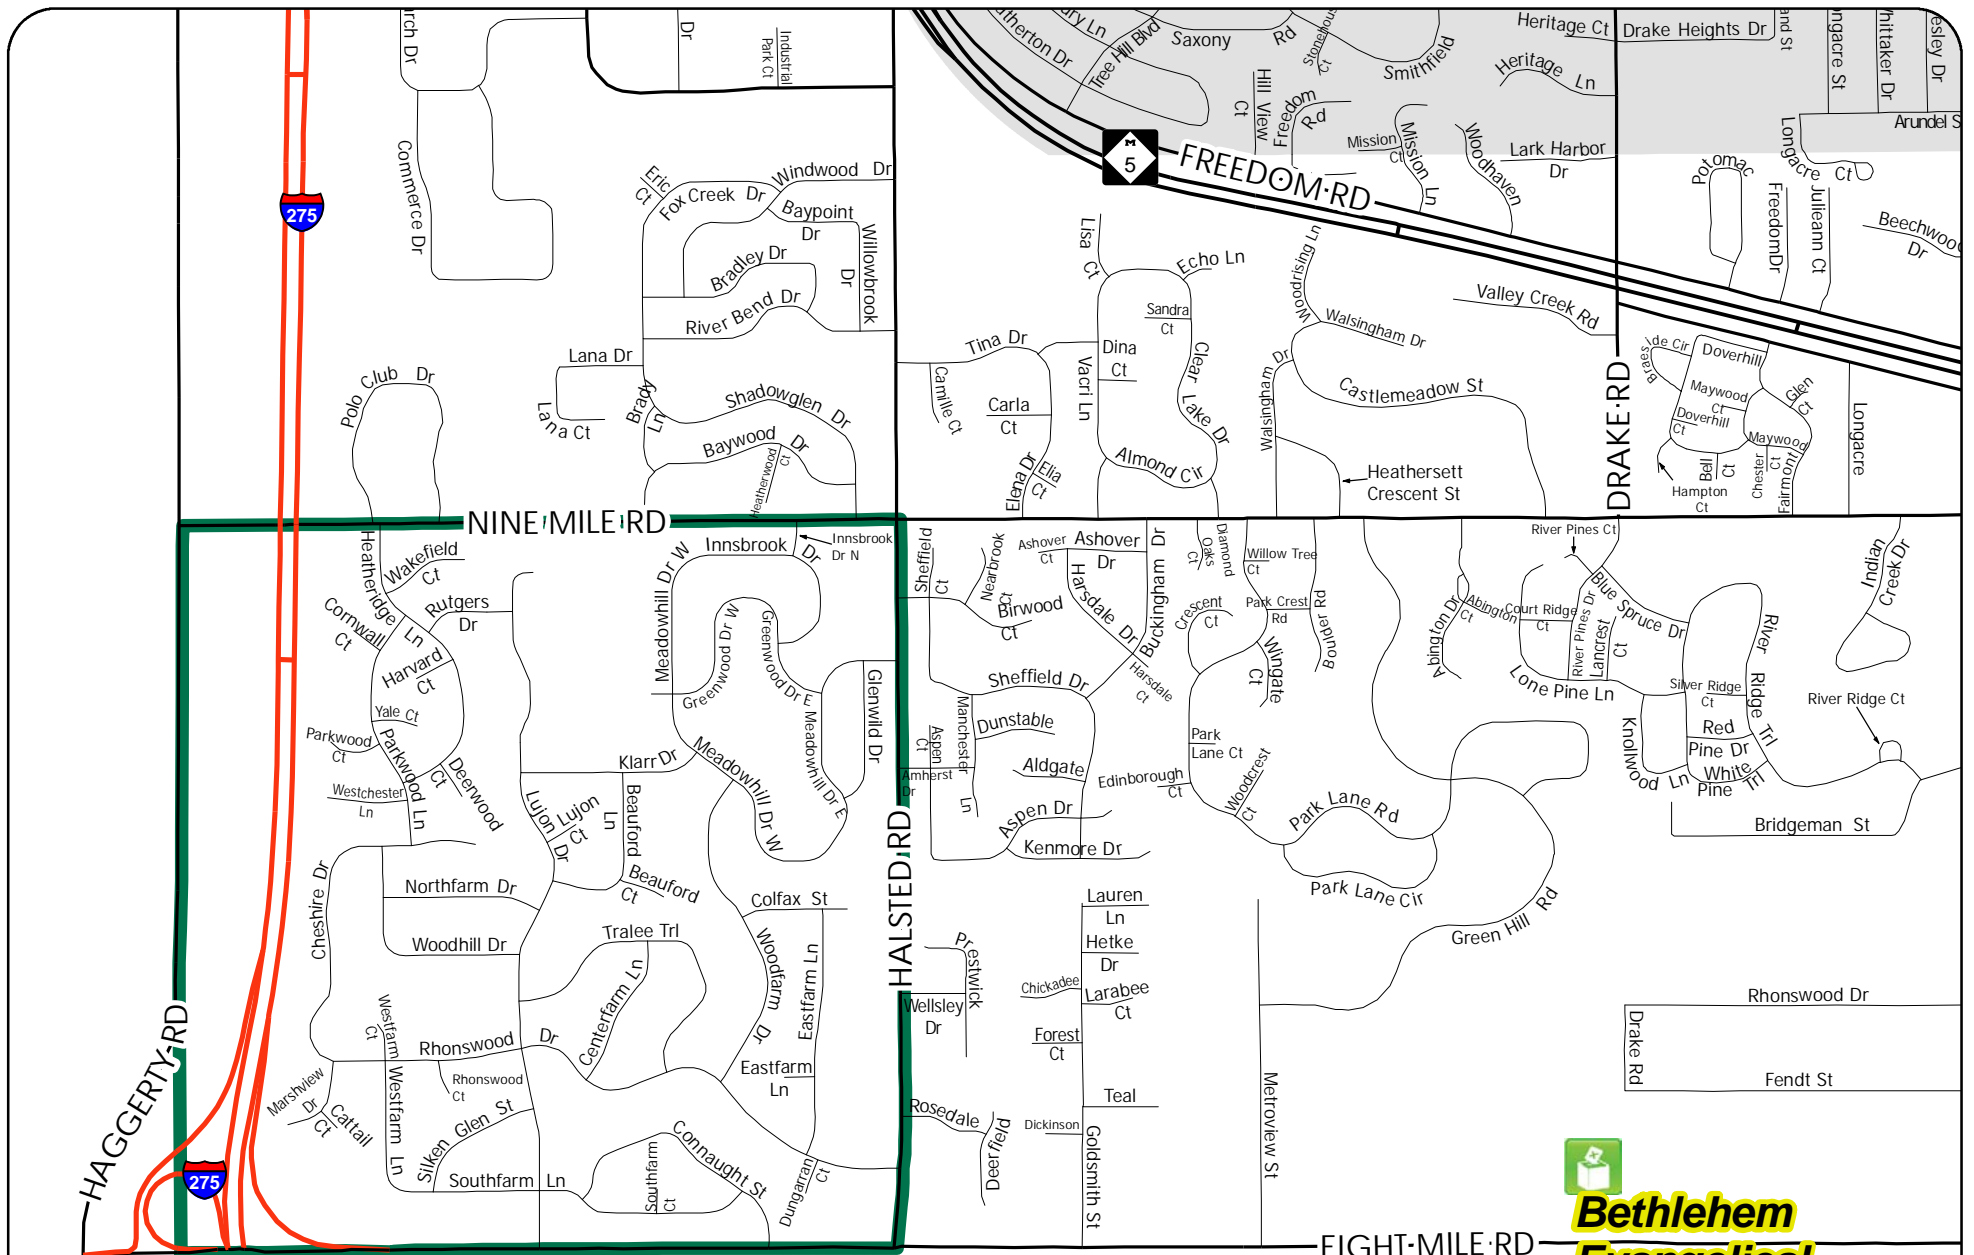 Dr
Industrial
Park Ct
Tree Hill Blvd
Saxony
Rd
Ct
Smithfield
Heritage Ct
Drake Heights Dr
Heritage Ln
Whittaker Dr
Arundel S
Hill View
Ct
Freedom
Rd
Mission
Ct
Mission Ln
Woodhaven
Lark Harbor
Dr
Longacre
Ct
Potomac
Freedom Dr
Julieann Ct
Dr
M
5
FREEDOM RD
275
Commerce Dr
Eric
Ct
Fox Creek Dr
Windwood Dr
Baypoint
Dr
Willowbrook
Dr
Bradley Dr
River Bend Dr
Lana Dr
Lana Ct
Brady
Ln
Shadowglen Dr
Baywood Dr
Heatherwood
Ct
Polo Club Dr
Lisa Ct
Echo Ln
Sandra
Ct
Clear Lake Dr
Tina Dr
Camille Ct
Carla
Ct
Dina
Ct
Vacri Ln
Elena Dr
Elia
Ct
Almond Cir
Woodrising Ln
Walsingham Dr
Walsingham Dr
Castlemeadow St
Heathersett
Crescent St
Valley Creek Rd
DRAKE RD
Doverhill
Maywood
Ct
Doverhill
Ct
Glen
Ct
Maywood
Ct
Bell
Ct
Chester
Fairmont
Hampton
Ct
Longacre
NINE MILE RD
Heatheridge Ln
Wakefield
Ct
Rutgers
Dr
Cornwall
Ct
Harvard
Ct
Yale Ct
Parkwood
Ct
Parkwood Ln
Deerwood
Ct
Westchester
Ln
Innsbrook Dr
Innsbrook
Dr N
Meadowhill Dr W
Greenwood Dr W
Greenwood Dr E
Meadowhill Dr E
Glenwild Dr
Klarr Dr
Meadowhill Dr W
Lujon Dr
Lujon
Ct
Beauford
Ln
Beauford
Ct
Cheshire Dr
Northfarm Dr
Woodhill Dr
Colfax St
Tralee Trl
Centerfarm Ln
Woodfarm Dr
Eastfarm Ln
Eastfarm
Ln
Westfarm
Ct
Westfarm Ln
Rhonswood Dr
Rhonswood
Ct
Marshview
Dr
Cattail
Ct
Silken Glen St
Southfarm Ln
Southfarm
Ct
Connaught St
Dungarran
Ct
HAGGERTY RD
275
HALSTED RD
Sheffield
Ct
Nearbrook
Ct
Birwood
Ct
Ashover
Ct
Ashover
Dr
Harsdale Dr
Buckingham Dr
Harsdale
Ct
Sheffield Dr
Manchester
Ln
Dunstable
Aspen
Ct
Amherst
Dr
Aldgate
Aspen Dr
Kenmore Dr
Edinborough
Ct
Diamond
Oaks
Ct
Willow Tree
Ct
Crescent
Ct
Park Crest
Rd
Boulder Rd
Wingate
Ct
Park
Lane Ct
Woodcrest
Ct
Park Lane Rd
Park Lane Cir
Green Hill Rd
River Pines Ct
Abington Dr
Abington
Ct
Court Ridge
Ct
River Pines Dr
Lancrest
Ct
Blue Spruce Dr
Lone Pine Ln
Silver Ridge
Ct
River Ridge Trl
Red
Pine Dr
White
Pine Trl
Knollwood Ln
Indian
Creek Dr
River Ridge Ct
Bridgeman St
Lauren
Ln
Hetke
Dr
Chickadee
Larabee
Ct
Forest
Ct
Prestwick
Wellsley
Dr
Teal
Dickinson
Goldsmith St
Rosedale
Deerfield
Metroview St
Rhonswood Dr
Drake Rd
Fendt St
EIGHT MILE RD
Bethlehem
Evangelical